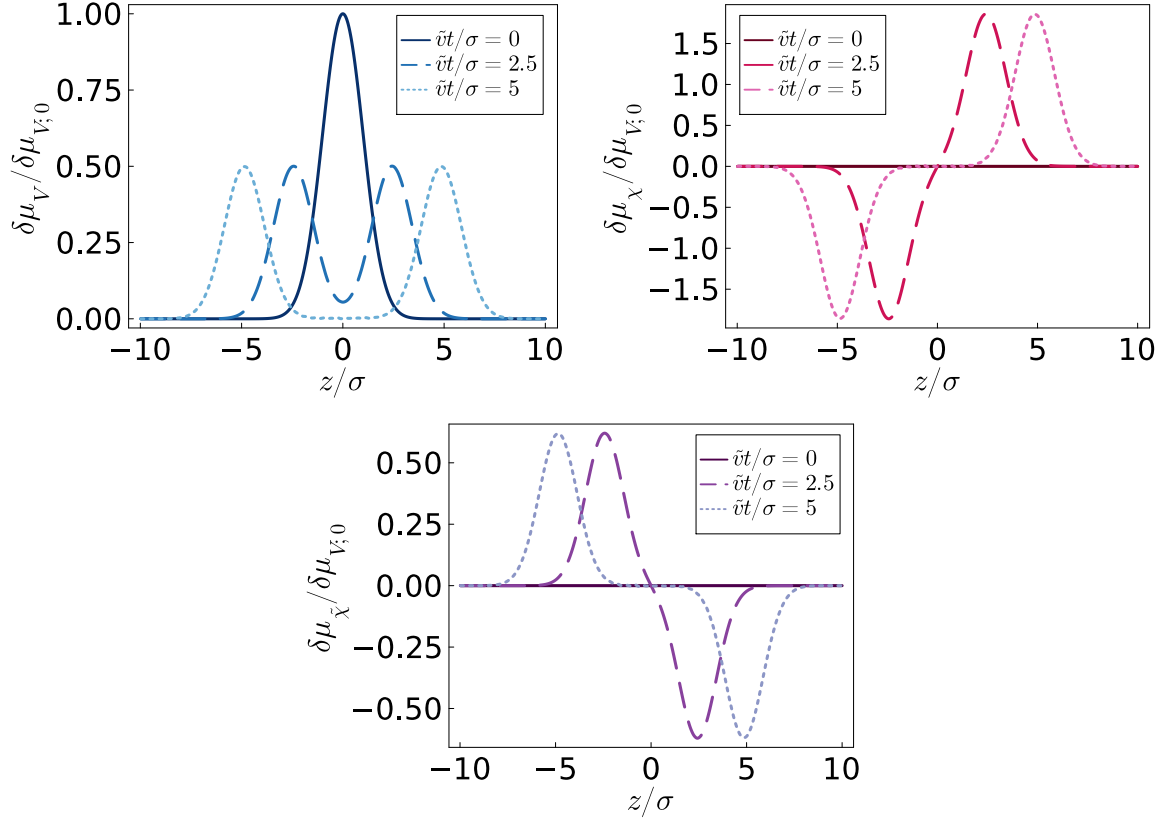 1.00
0.75
0.50
0.25
0.00
δμ_V/δμ_{V;0}
ṽt/σ = 0
ṽt/σ = 2.5
ṽt/σ = 5
−10 −5 0 5 10
z/σ
1.5
1.0
0.5
0.0
−0.5
−1.0
−1.5
δμ_χ/δμ_{V;0}
ṽt/σ = 0
ṽt/σ = 2.5
ṽt/σ = 5
−10 −5 0 5 10
z/σ
0.50
0.25
0.00
−0.25
−0.50
δμ_χ̃/δμ_{V;0}
ṽt/σ = 0
ṽt/σ = 2.5
ṽt/σ = 5
−10 −5 0 5 10
z/σ